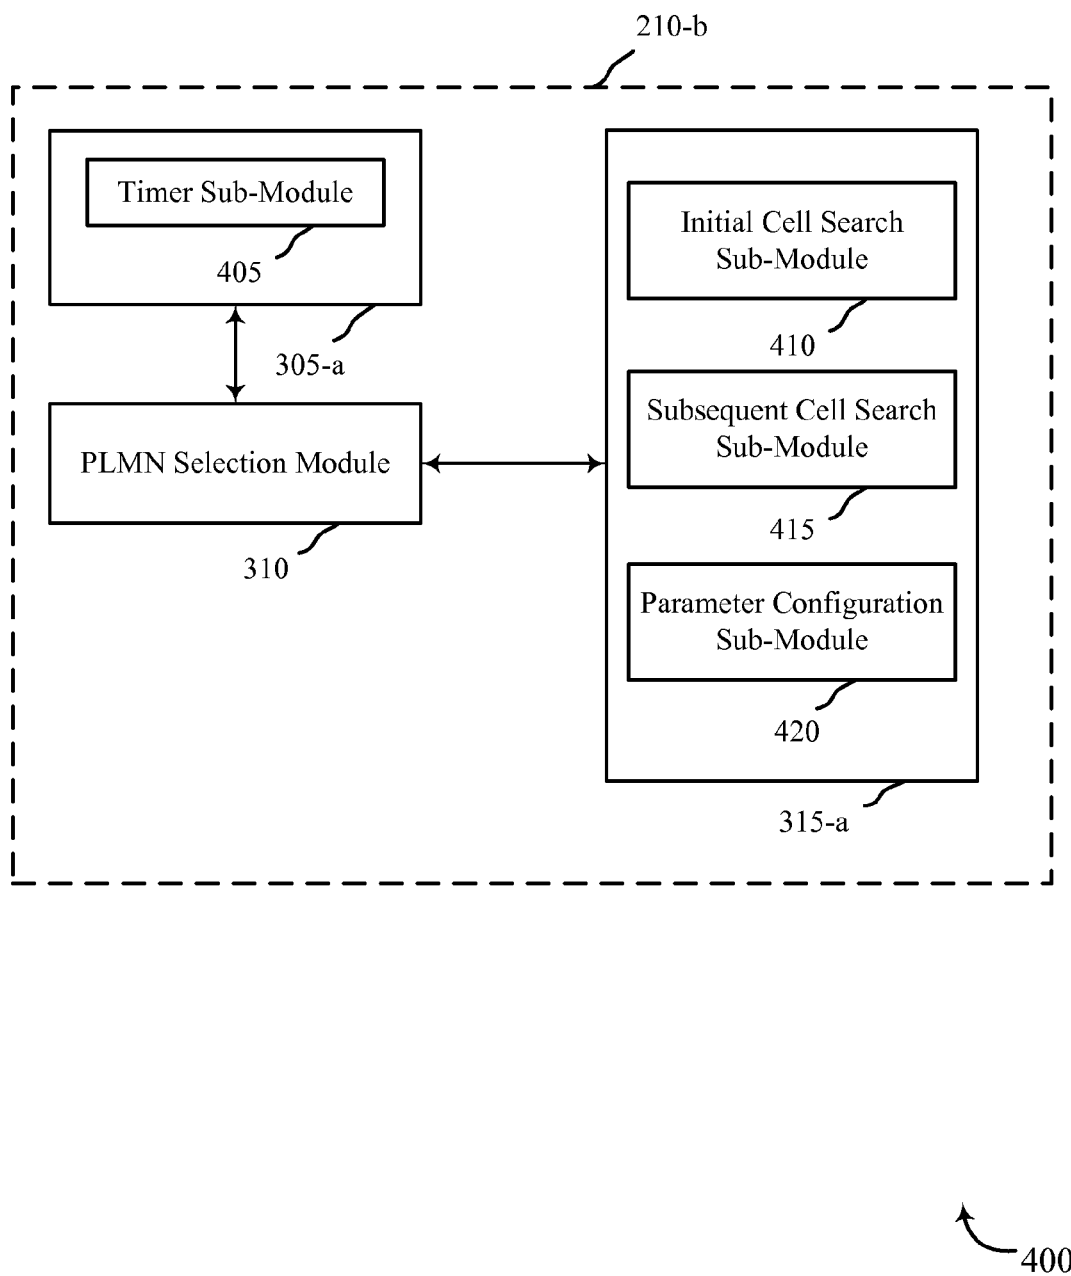 210-b
Timer Sub-Module
405
305-a
PLMN Selection Module
310
Initial Cell Search
Sub-Module
410
Subsequent Cell Search
Sub-Module
415
Parameter Configuration
Sub-Module
420
315-a
400